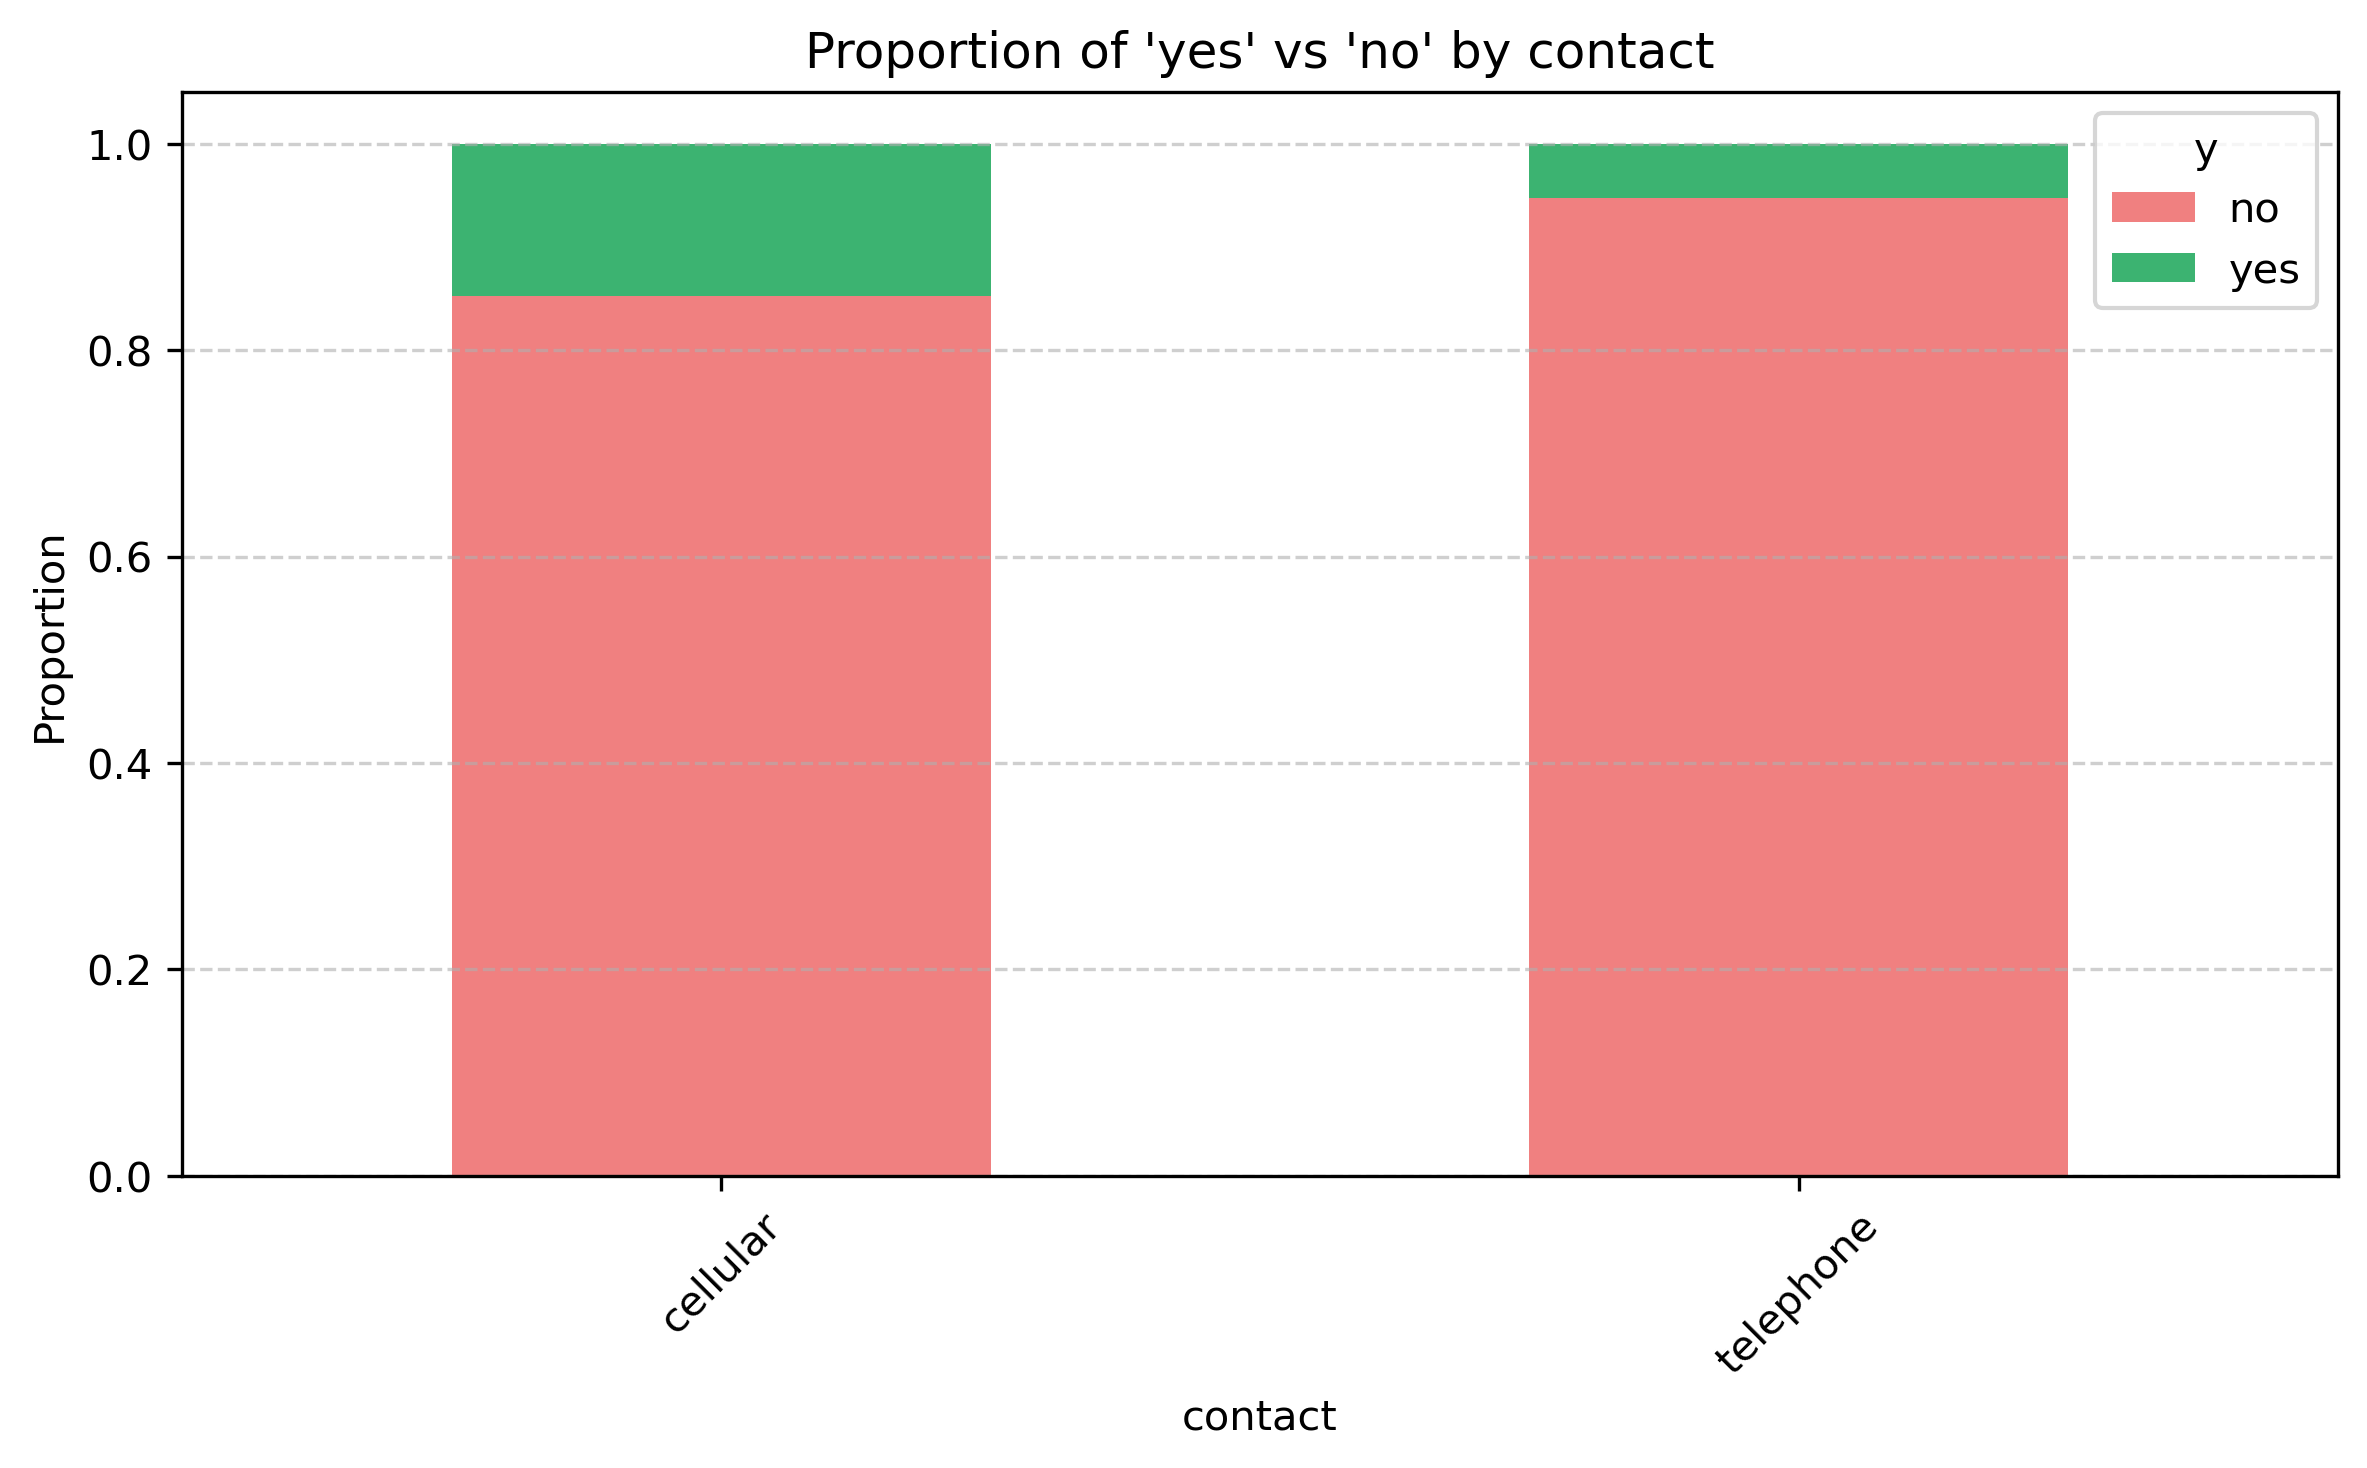 Proportion of 'yes' vs 'no' by contact
y
no
yes
1.0
0.8
0.6
0.4
0.2
0.0
Proportion
cellular
telephone
contact